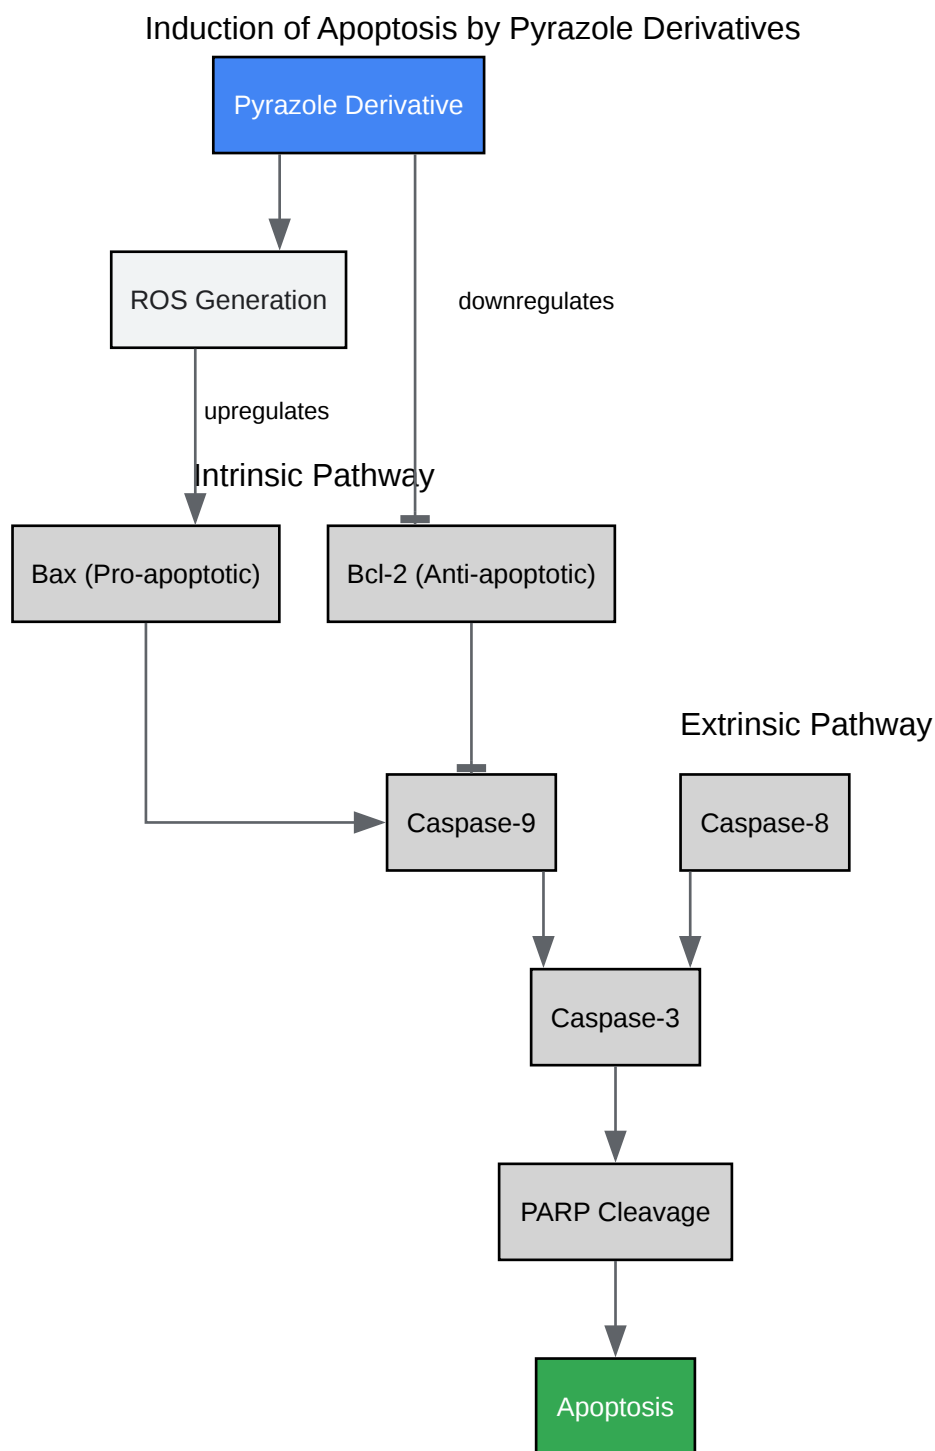 Induction of Apoptosis by Pyrazole Derivatives
Pyrazole Derivative
ROS Generation
downregulates
upregulates
Intrinsic Pathway
Bax (Pro-apoptotic)
Bcl-2 (Anti-apoptotic)
Extrinsic Pathway
Caspase-9
Caspase-8
Caspase-3
PARP Cleavage
Apoptosis